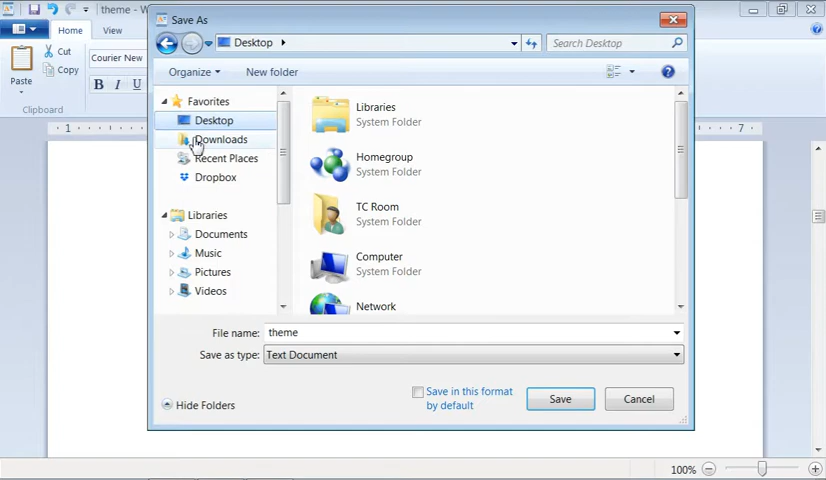 theme - W
Save As
Desktop
Search Desktop
Home
View
Cut
Copy
Paste
Courier New
B I U
Clipboard
Organize
New folder
Favorites
Desktop
Downloads
Recent Places
Dropbox
Libraries
Documents
Music
Pictures
Videos
Libraries
System Folder
Homegroup
System Folder
TC Room
System Folder
Computer
System Folder
Network
1
7
File name: theme
Save as type: Text Document
Save in this format
by default
Hide Folders
Save
Cancel
100%